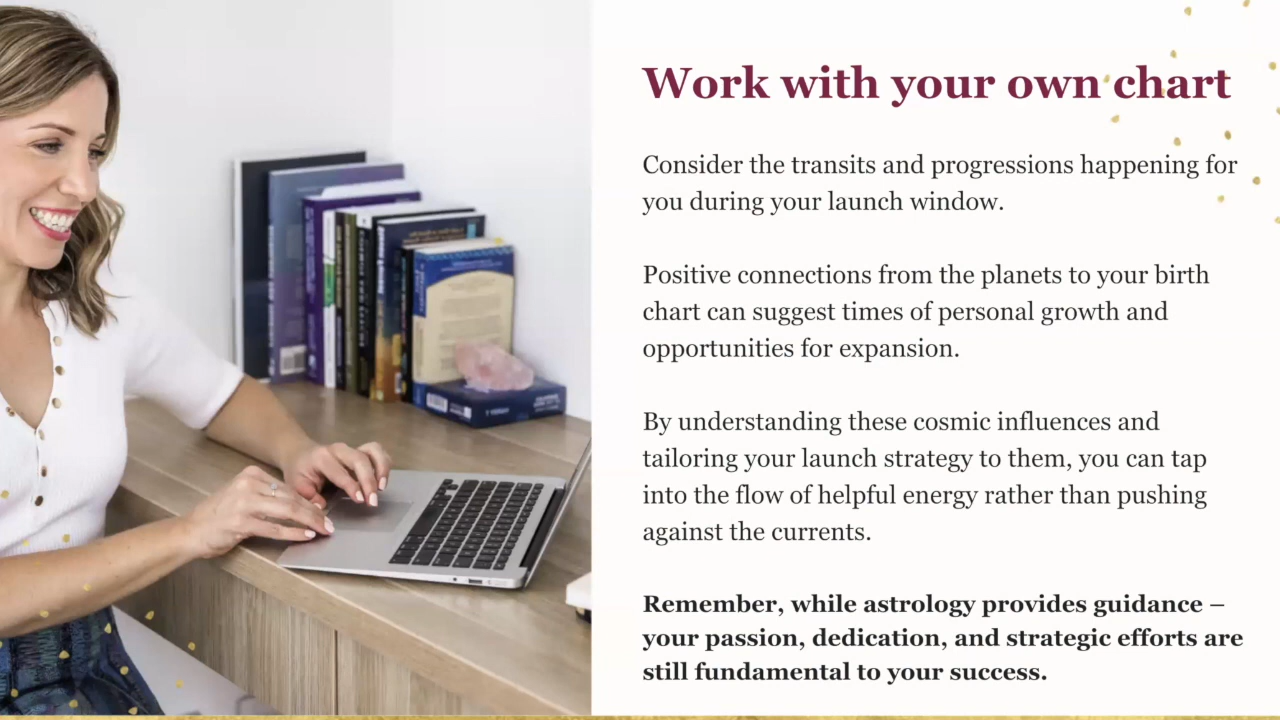 Work with your own chart
Consider the transits and progressions happening for
you during your launch window.
Positive connections from the planets to your birth
chart can suggest times of personal growth and
opportunities for expansion.
By understanding these cosmic influences and
tailoring your launch strategy to them, you can tap
into the flow of helpful energy rather than pushing
against the currents.
Remember, while astrology provides guidance –
your passion, dedication, and strategic efforts are
still fundamental to your success.